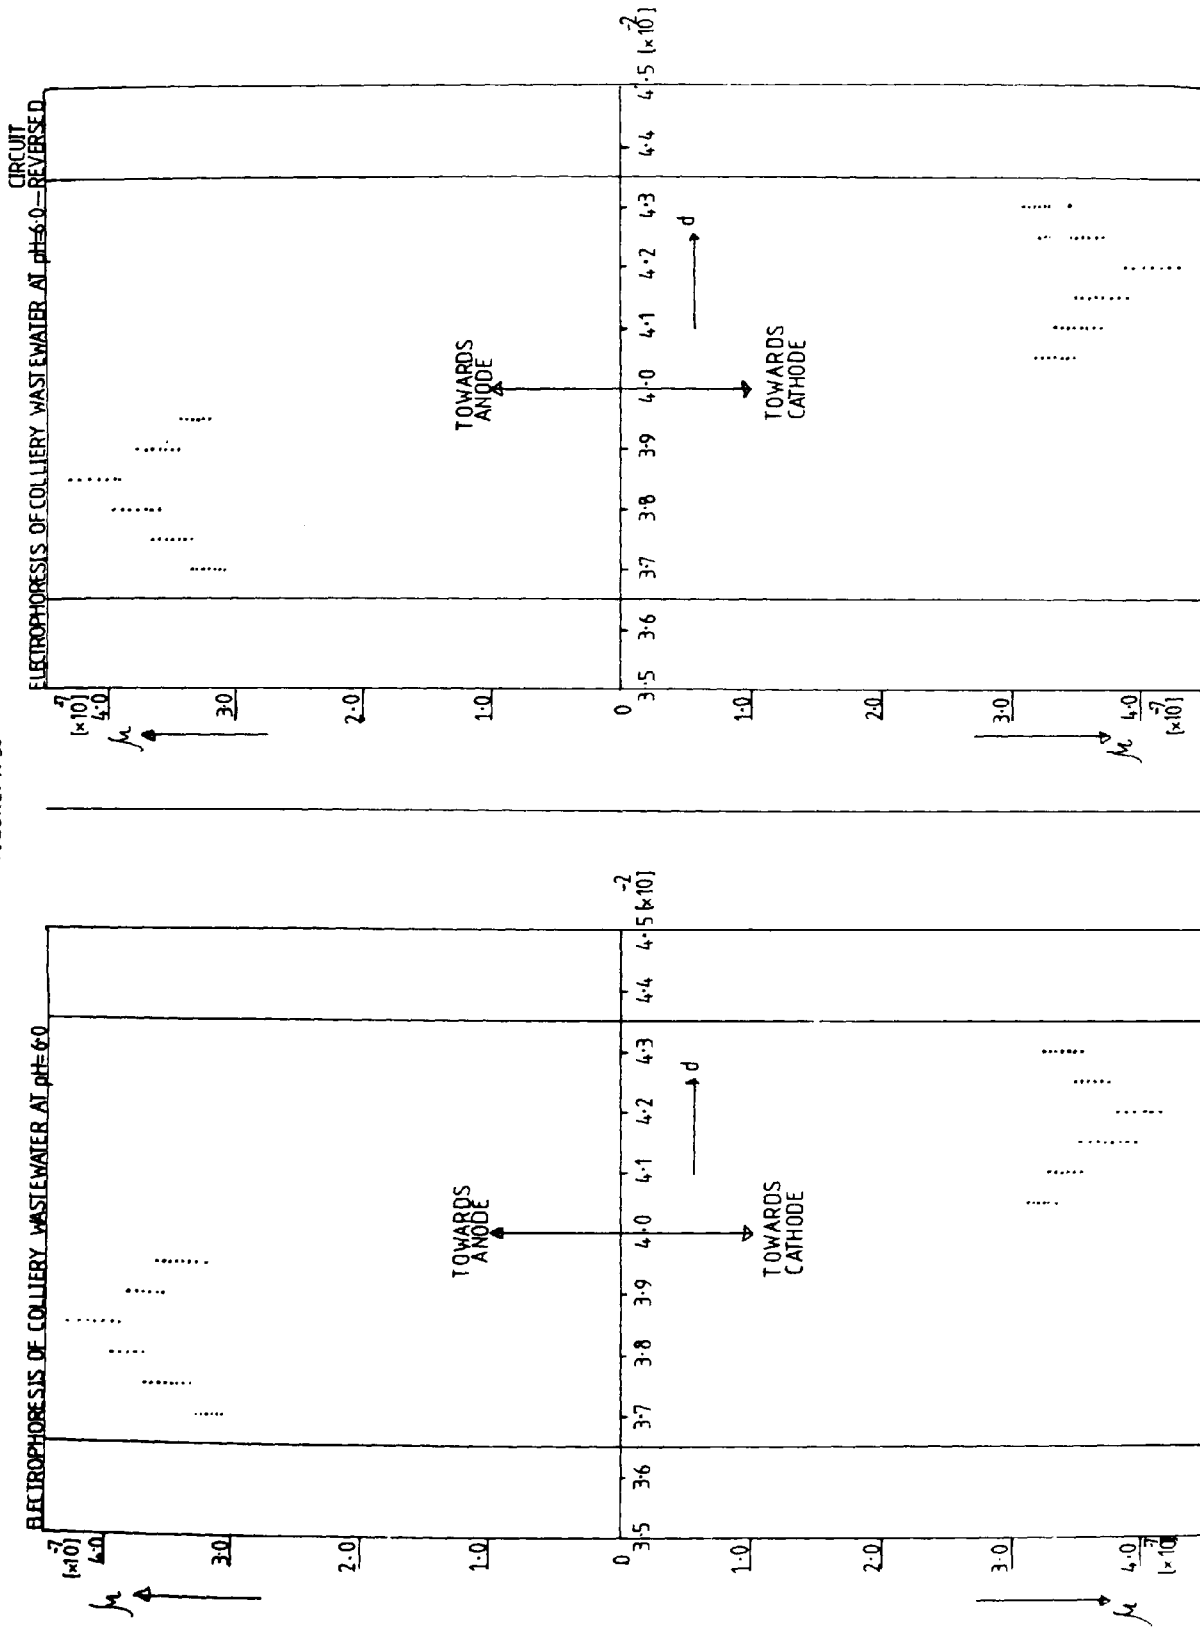 ELECTROPHORESIS OF COLLIERY WASTEWATER AT pH=6·0
[×10]⁻⁷
4·0
3·0
2·0
1·0
0
1·0
2·0
3·0
4·0
[×10]⁻⁷
μ
μ
TOWARDS
ANODE
TOWARDS
CATHODE
d
3·5 3·6 3·7 3·8 3·9 4·0 4·1 4·2 4·3 4·4 4·5 [×10]⁻²
CIRCUIT
ELECTROPHORESIS OF COLLIERY WASTEWATER AT pH=6·0—REVERSED
[×10]⁻⁷
4·0
3·0
2·0
1·0
0
1·0
2·0
3·0
4·0
[×10]⁻⁷
μ
μ
TOWARDS
ANODE
TOWARDS
CATHODE
d
3·5 3·6 3·7 3·8 3·9 4·0 4·1 4·2 4·3 4·4 4·5 [×10]⁻²